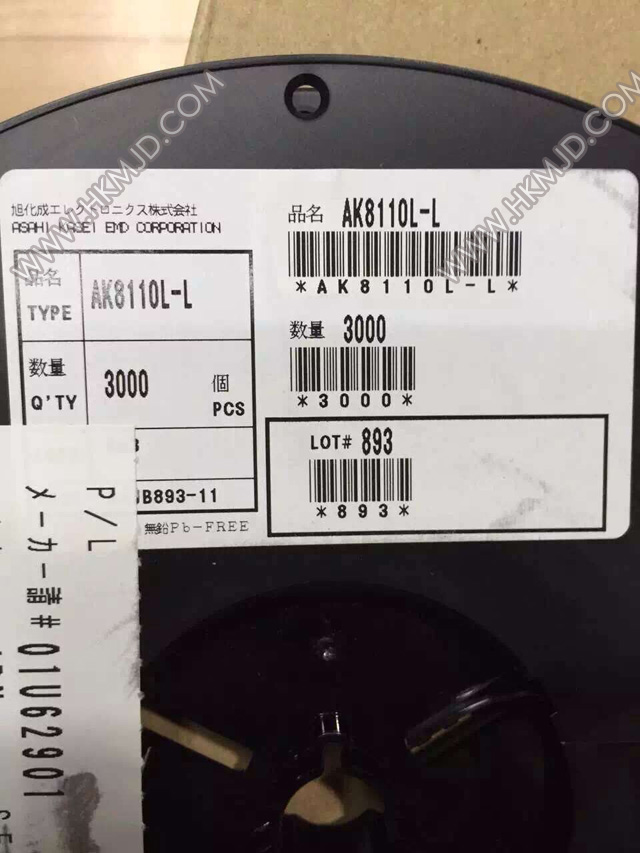 WWW.HKMJD.COM
WWW.HKMJD.COM
旭化成エレクトロニクス株式会社
ASAHI KASEI EMD CORPORATION
品名
TYPE
AK8110L-L
数量
Q'TY
3000
個
PCS
B893-11
無鉛Pb-FREE
品名 AK8110L-L
*AK8110L-L*
数量 3000
*3000*
LOT# 893
*893*
P/L
メーカー諸#01U62901